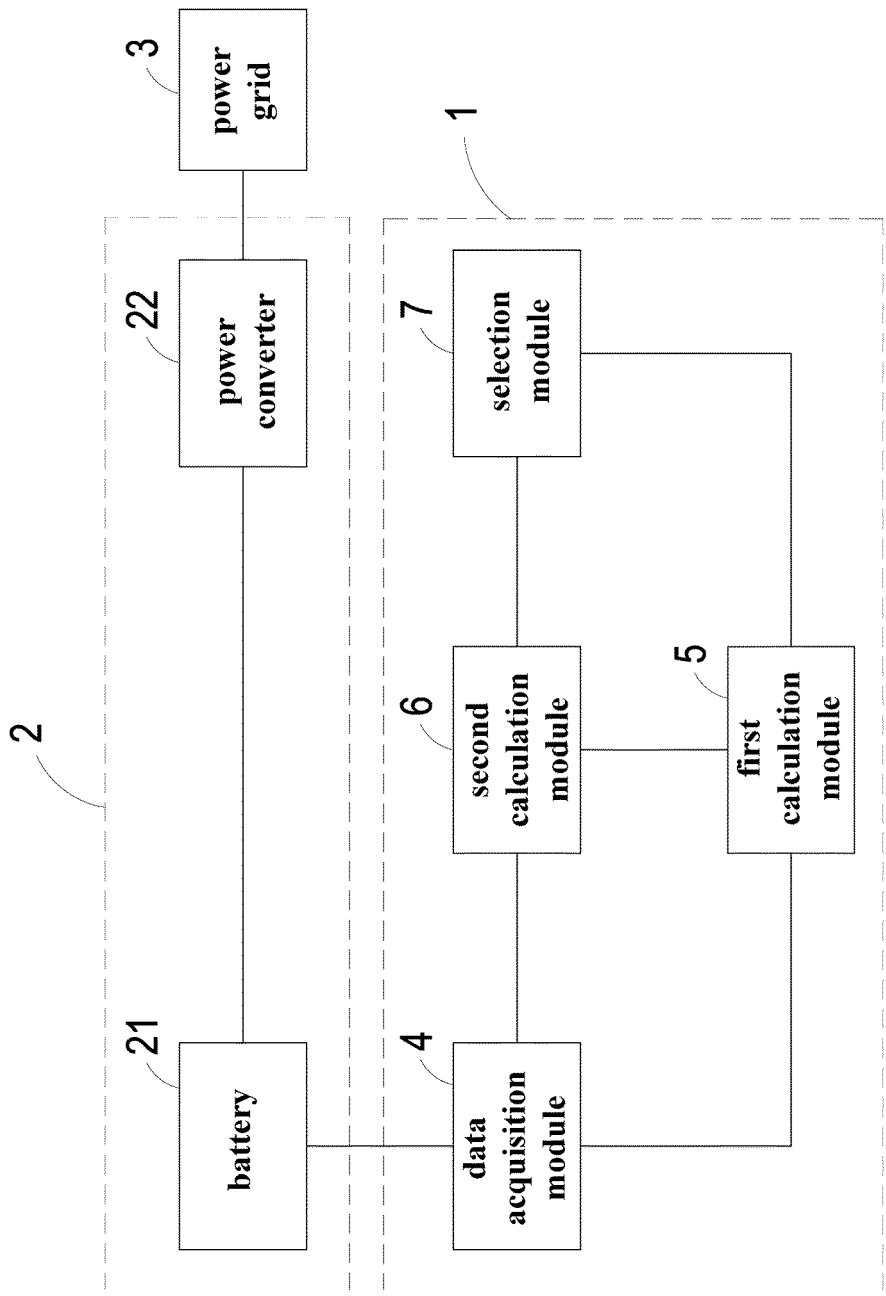 2
21
battery
22
power
converter
3
power
grid
4
data
acquisition
module
6
second
calculation
module
7
selection
module
1
5
first
calculation
module